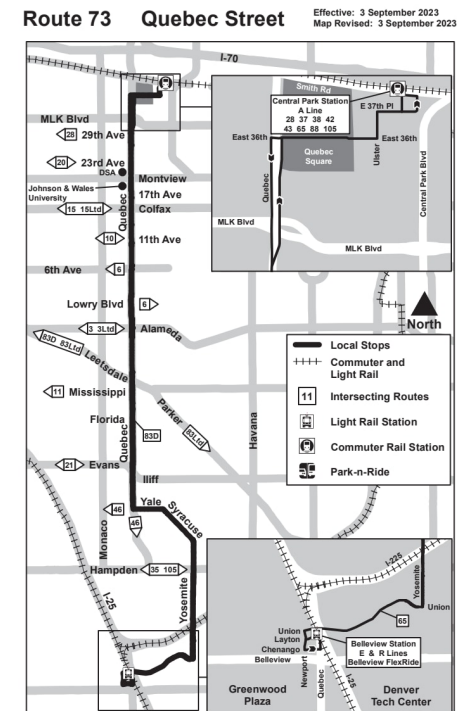 Route 73 Quebec Street
Effective: 3 September 2023
Map Revised: 3 September 2023
I-70
MLK Blvd
28 29th Ave
20 23rd Ave
DSA
Montview
Johnson & Wales
University
17th Ave
15 15Ltd
Colfax
Quebec
10 11th Ave
6th Ave 6
Lowry Blvd 6
3 3Ltd Alameda
83D 83Ltd
Leetsdale
11 Mississippi
Parker
83Ltd
Havana
Florida
83D
Quebec
21 Evans
Iliff
Yale
46
46
Syracuse
Monaco
Hampden 35 105
I-25
Yosemite
Smith Rd
Central Park Station
A Line
28 37 38 42
43 65 88 105
E 37th Pl
East 36th
East 36th
Quebec
Square
Ulster
Central Park Blvd
Quebec
MLK Blvd
MLK Blvd
North
Local Stops
Commuter and
Light Rail
11 Intersecting Routes
Light Rail Station
Commuter Rail Station
Park-n-Ride
I-225
Yosemite
Union
65
Union
Layton
Chenango
Belleview
Newport
Quebec
I-25
Belleview Station
E & R Lines
Belleview FlexRide
Greenwood
Plaza
Denver
Tech Center